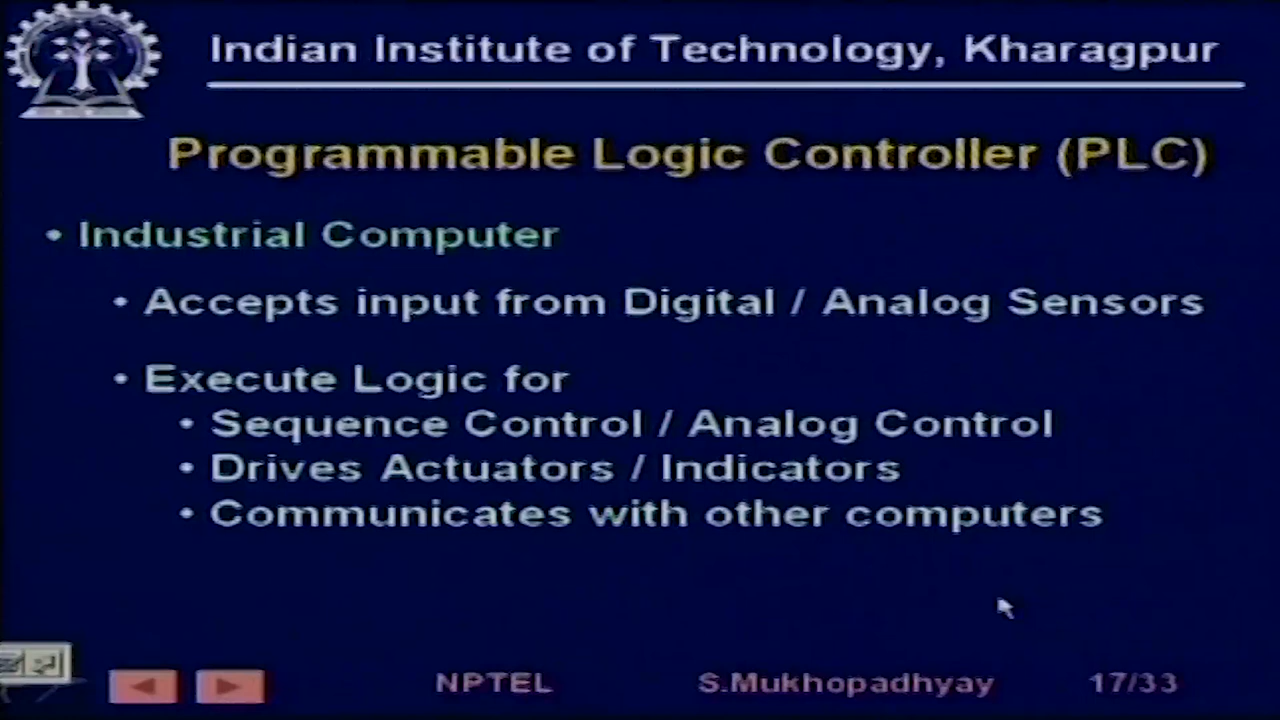 Indian Institute of Technology, Kharagpur
Programmable Logic Controller (PLC)
• Industrial Computer
• Accepts input from Digital / Analog Sensors
• Execute Logic for
• Sequence Control / Analog Control
• Drives Actuators / Indicators
• Communicates with other computers
NPTEL S.Mukhopadhyay 17/33